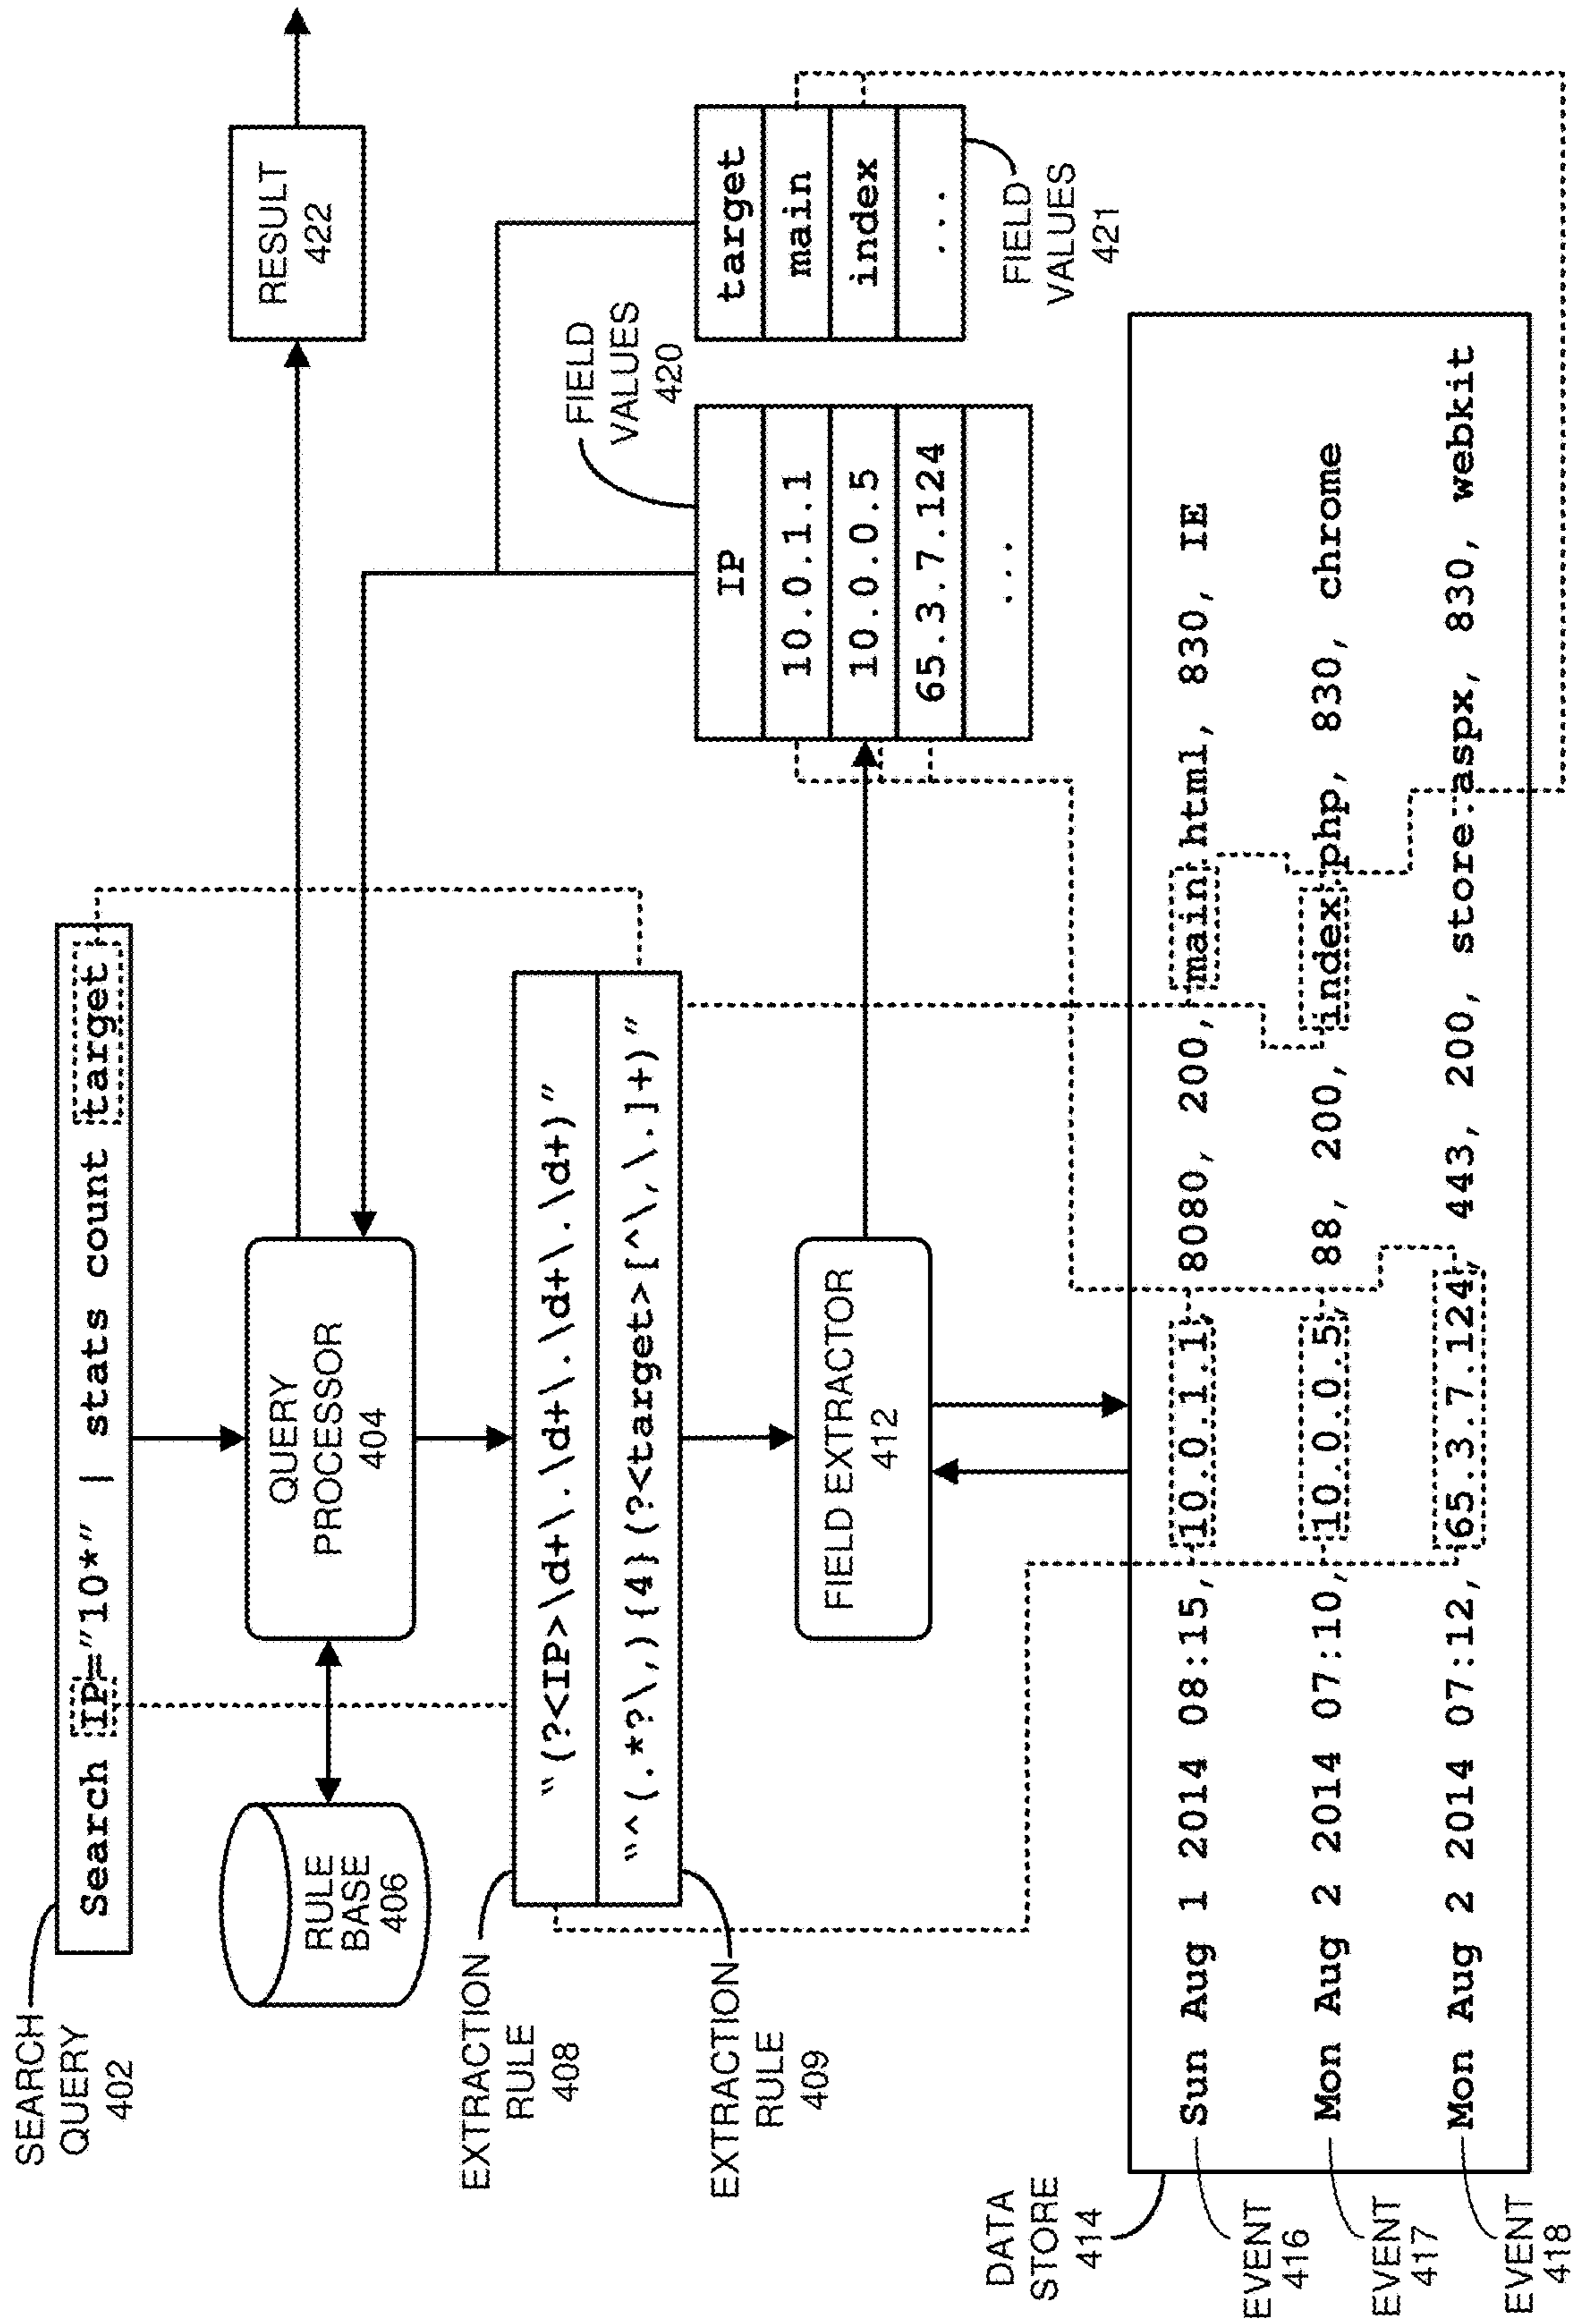 SEARCH
QUERY
402
Search IP="10*" | stats count target
RULE
BASE
406
QUERY
PROCESSOR
404
RESULT
422
EXTRACTION
RULE
408
"(?<IP>\d+\.\d+\.\d+\.\d+)"
"^(.*?\,){4}(?<target>[^\,\.]+)"
EXTRACTION
RULE
409
FIELD EXTRACTOR
412
FIELD
VALUES
420
IP
10.0.1.1
10.0.0.5
65.3.7.124
...
target
main
index
...
FIELD
VALUES
421
DATA
STORE
414
Sun Aug 1 2014 08:15, 10.0.1.1, 8080, 200, main.html, 830, IE
EVENT
416
Mon Aug 2 2014 07:10, 10.0.0.5, 88, 200, index.php, 830, chrome
EVENT
417
Mon Aug 2 2014 07:12, 65.3.7.124, 443, 200, store.aspx, 830, webkit
EVENT
418